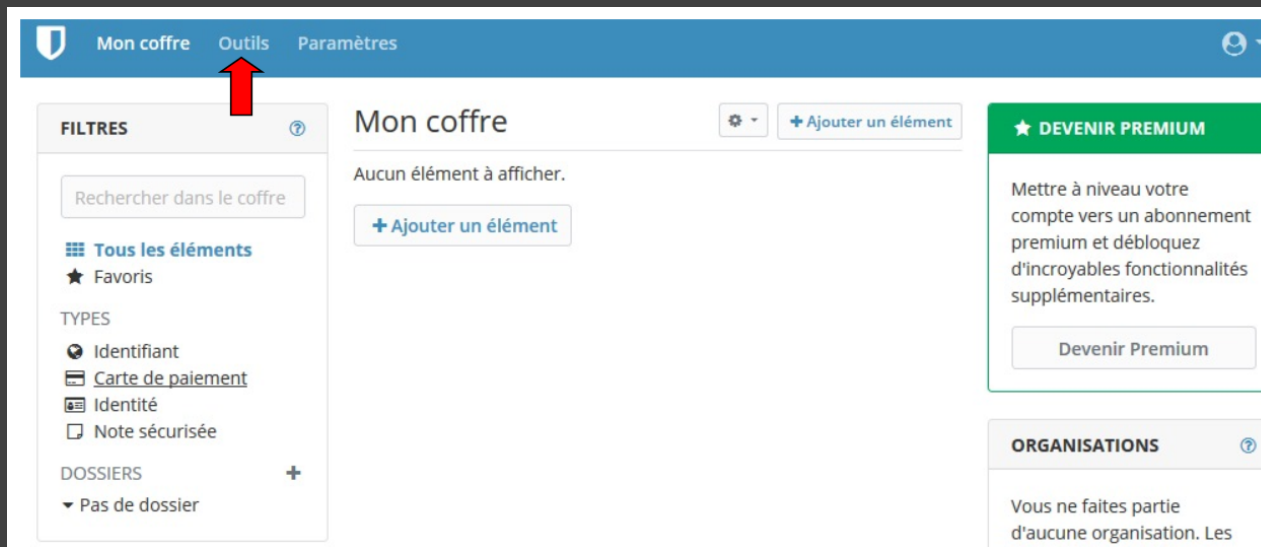 Mon coffre Outils Paramètres
FILTRES
Rechercher dans le coffre
Tous les éléments
Favoris
TYPES
Identifiant
Carte de paiement
Identité
Note sécurisée
DOSSIERS
Pas de dossier
Mon coffre
Ajouter un élément
Aucun élément à afficher.
Ajouter un élément
DEVENIR PREMIUM
Mettre à niveau votre
compte vers un abonnement
premium et débloquez
d'incroyables fonctionnalités
supplémentaires.
Devenir Premium
ORGANISATIONS
Vous ne faites partie
d'aucune organisation. Les